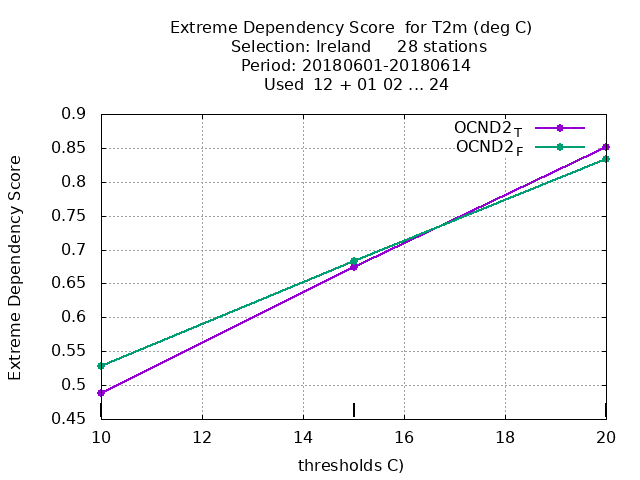 Extreme Dependency Score  for T2m (deg C)
Selection: Ireland     28 stations
Period: 20180601-20180614
Used  12 + 01 02 ... 24
OCND2_T
OCND2_F
Extreme Dependency Score
0.9
0.85
0.8
0.75
0.7
0.65
0.6
0.55
0.5
0.45
10 12 14 16 18 20
thresholds C)